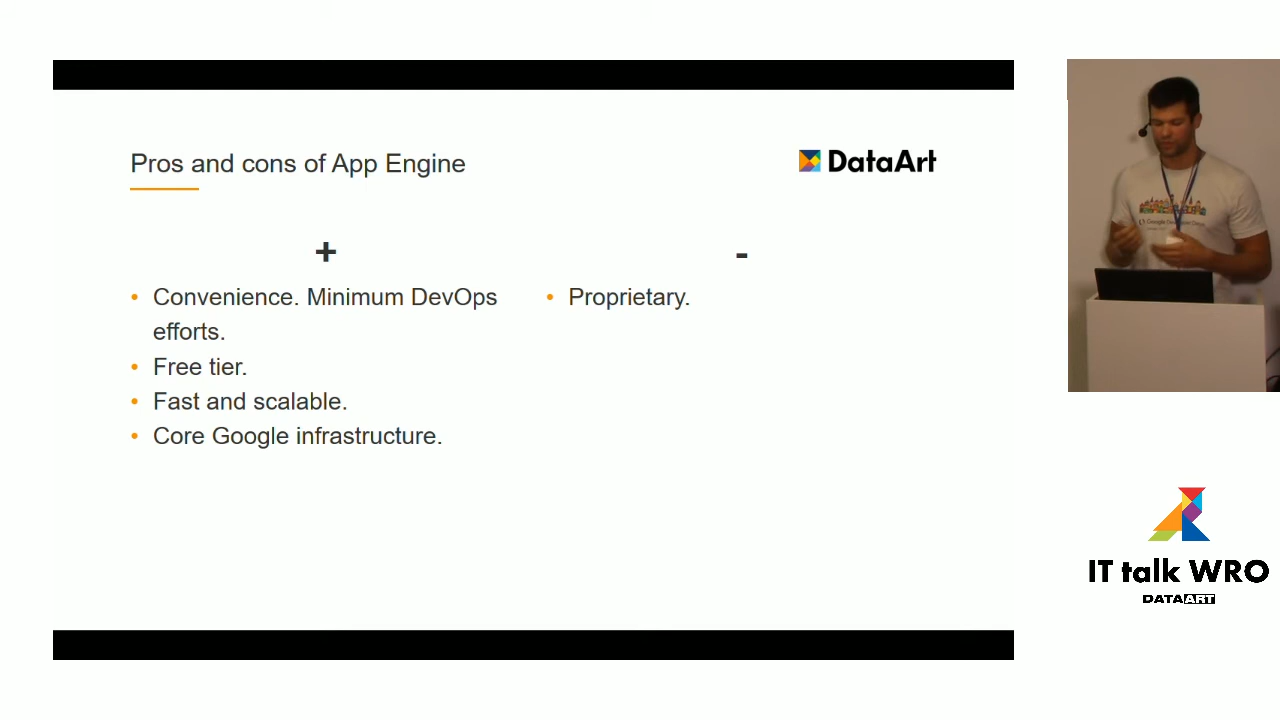 Pros and cons of App Engine
DataArt
+
-
• Convenience. Minimum DevOps
efforts.
• Free tier.
• Fast and scalable.
• Core Google infrastructure.
• Proprietary.
IT talk WRO
DATAART